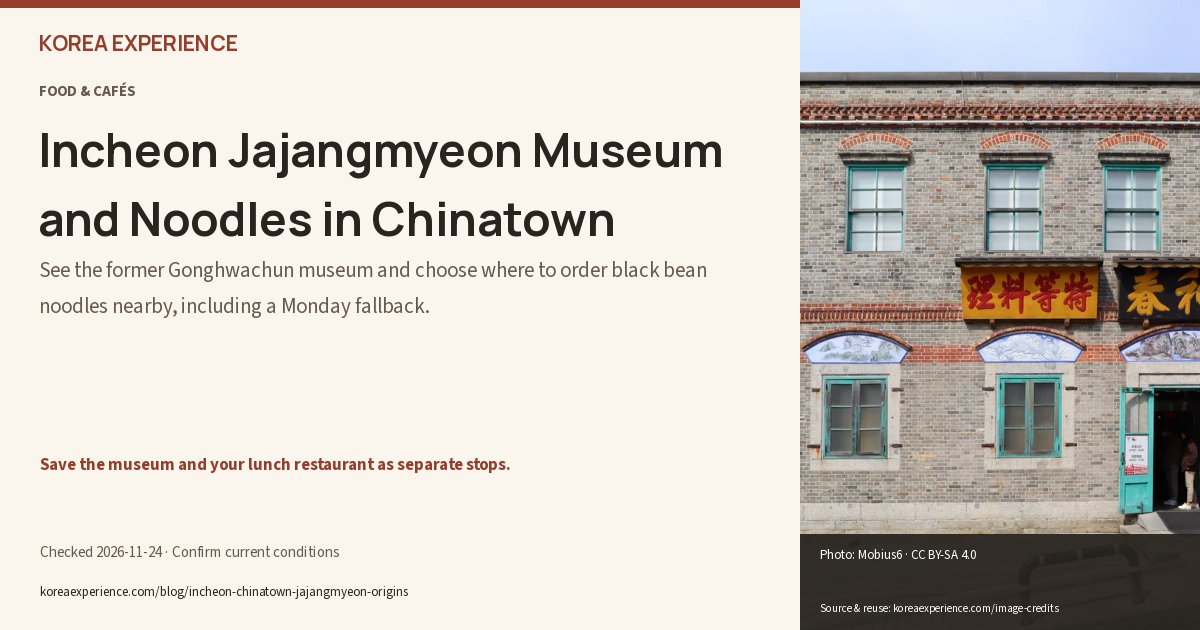 KOREA EXPERIENCE
FOOD & CAFÉS
Incheon Jajangmyeon Museum
and Noodles in Chinatown
See the former Gonghwachun museum and choose where to order black bean
noodles nearby, including a Monday fallback.
Save the museum and your lunch restaurant as separate stops.
Checked 2026-11-24 · Confirm current conditions
koreaexperience.com/blog/incheon-chinatown-jajangmyeon-origins
理料等特
春和
Photo: Mobius6 · CC BY-SA 4.0
Source & reuse: koreaexperience.com/image-credits